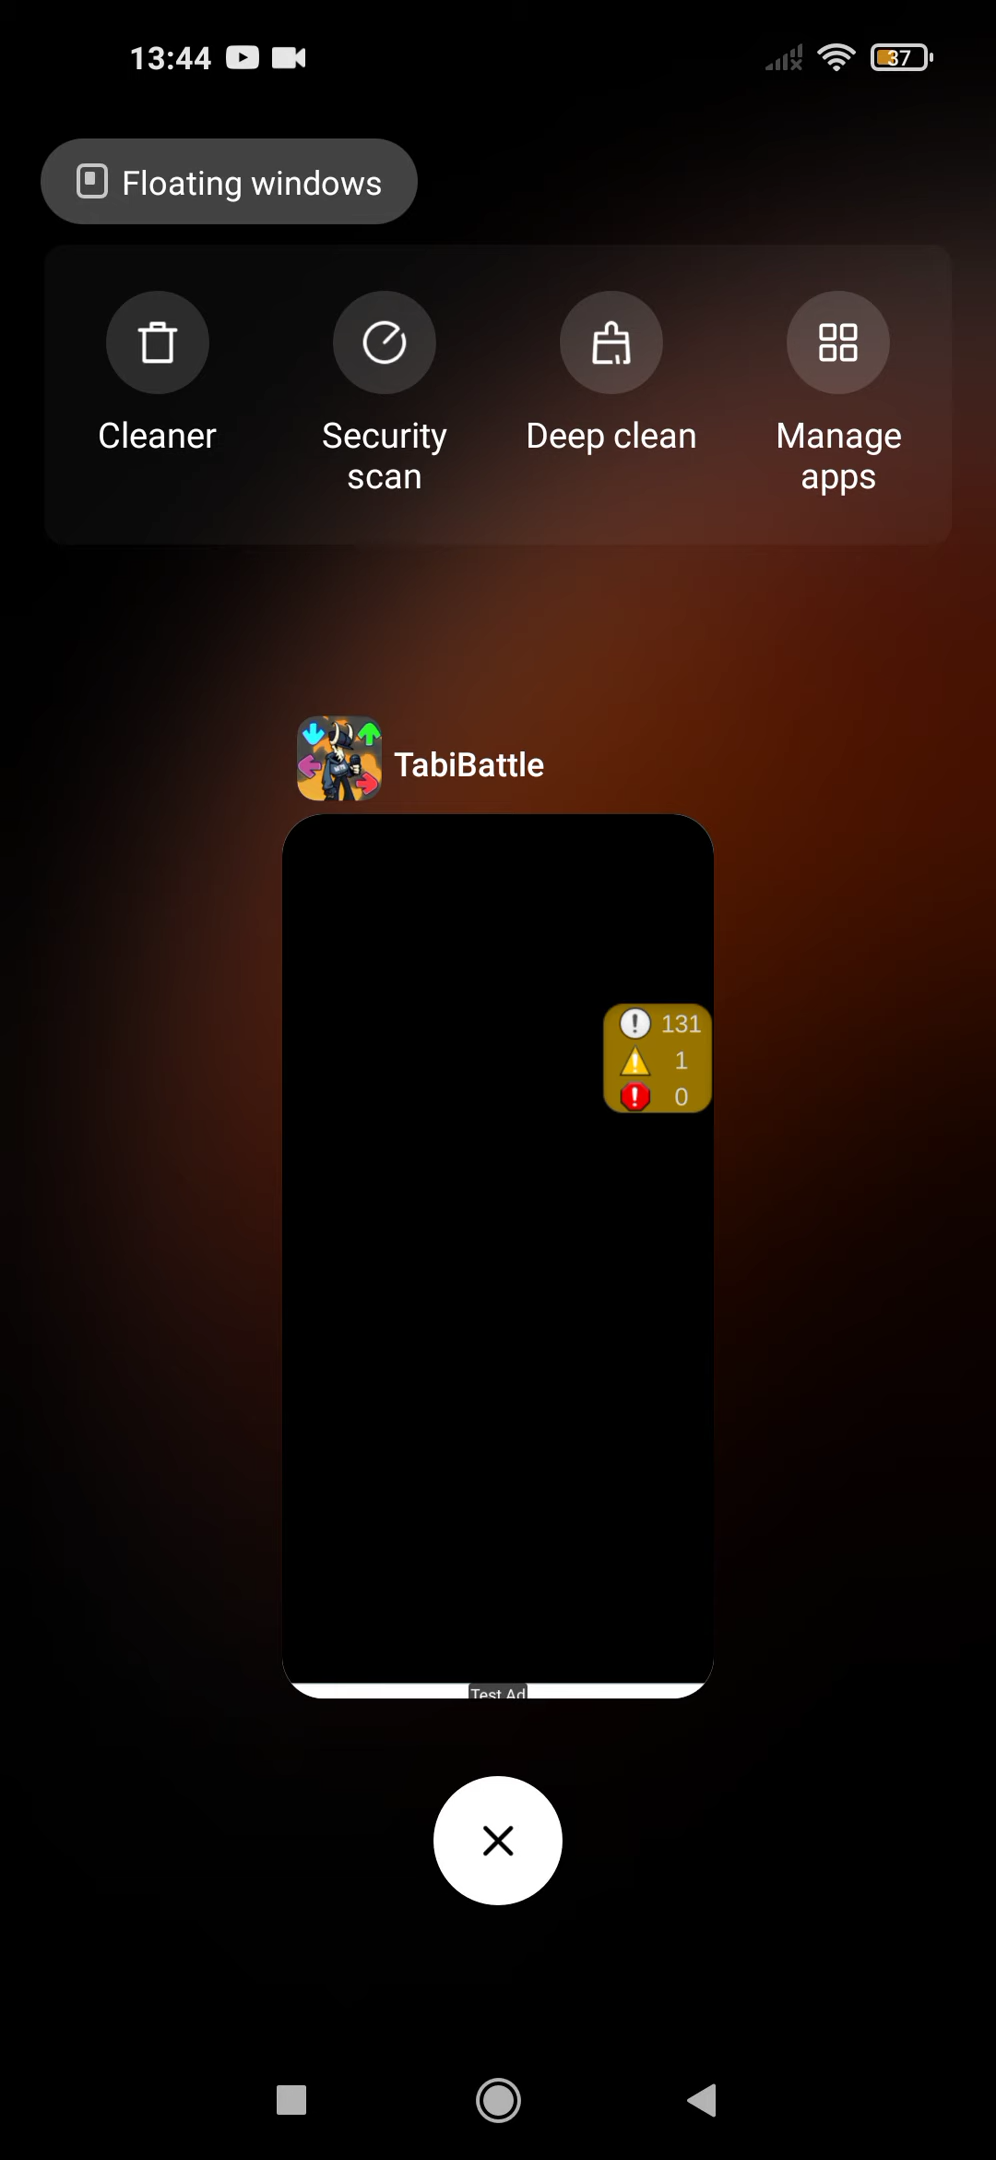 13:44
37
Floating windows
Cleaner
Security
scan
Deep clean
Manage
apps
TabiBattle
131
1
0
Test Ad